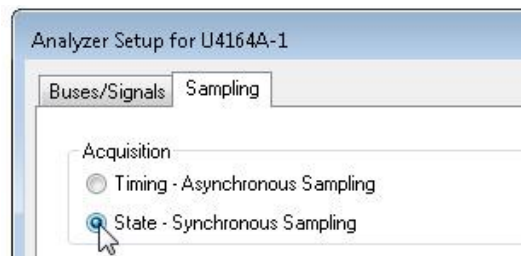 Analyzer Setup for U4164A-1
Buses/Signals Sampling
Acquisition
Timing - Asynchronous Sampling
State - Synchronous Sampling